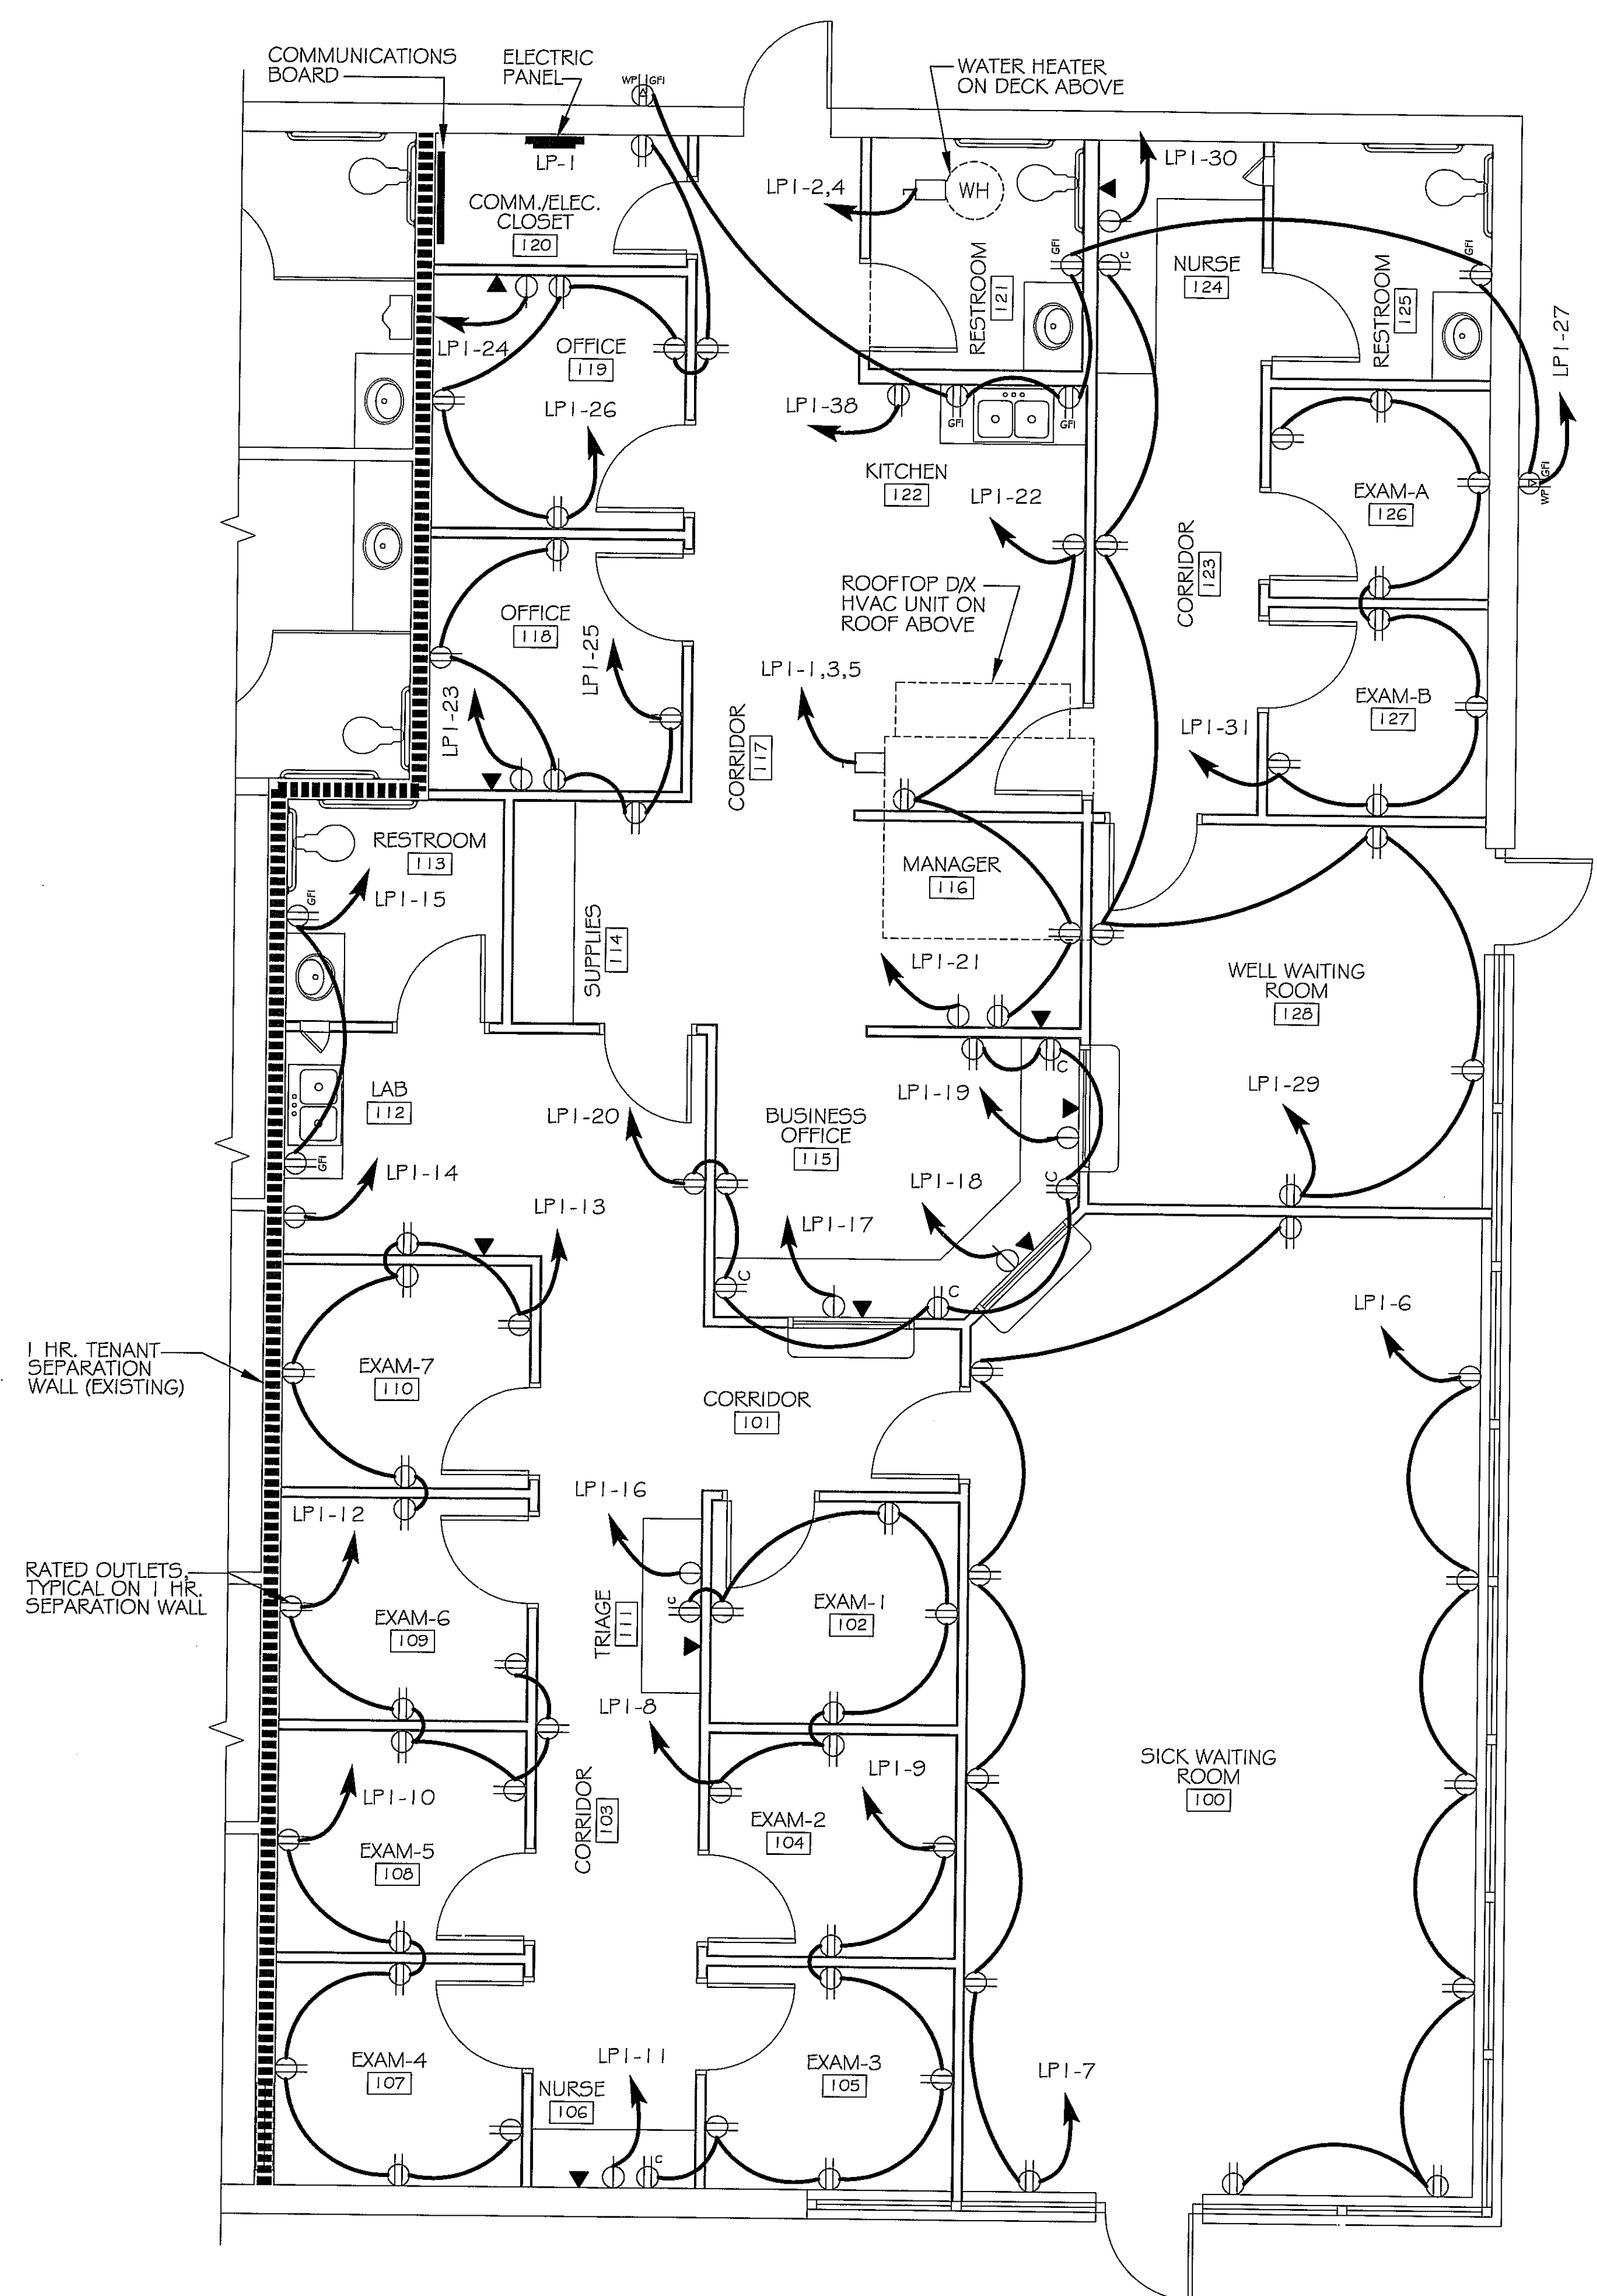 COMMUNICATIONS
BOARD
ELECTRIC
PANEL
WP
GFI
WATER HEATER
ON DECK ABOVE
LP-1
COMM./ELEC.
CLOSET
120
LP1-2,4
WH
LP1-30
RESTROOM
121
GFI
C
NURSE
124
RESTROOM
125
GFI
LP1-27
LP1-24
OFFICE
119
LP1-26
LP1-38
GFI
GFI
KITCHEN
122
LP1-22
EXAM-A
126
WP
GFI
CORRIDOR
123
ROOFTOP D/X
HVAC UNIT ON
ROOF ABOVE
OFFICE
118
LP1-25
LP1-23
LP1-1,3,5
CORRIDOR
117
EXAM-B
127
LP1-31
RESTROOM
113
GFI
LP1-15
MANAGER
116
SUPPLIES
114
LP1-21
WELL WAITING
ROOM
128
LAB
112
C
LP1-19
LP1-29
LP1-20
BUSINESS
OFFICE
115
GFI
LP1-14
C
LP1-18
LP1-13
LP1-17
C
C
LP1-6
1 HR. TENANT
SEPARATION
WALL (EXISTING)
EXAM-7
110
CORRIDOR
101
LP1-16
LP1-12
RATED OUTLETS,
TYPICAL ON 1 HR.
SEPARATION WALL
EXAM-6
109
TRIAGE
111
C
EXAM-1
102
LP1-8
LP1-9
SICK WAITING
ROOM
100
LP1-10
CORRIDOR
103
EXAM-2
104
EXAM-5
108
EXAM-4
107
LP1-11
NURSE
106
EXAM-3
105
LP1-7
C